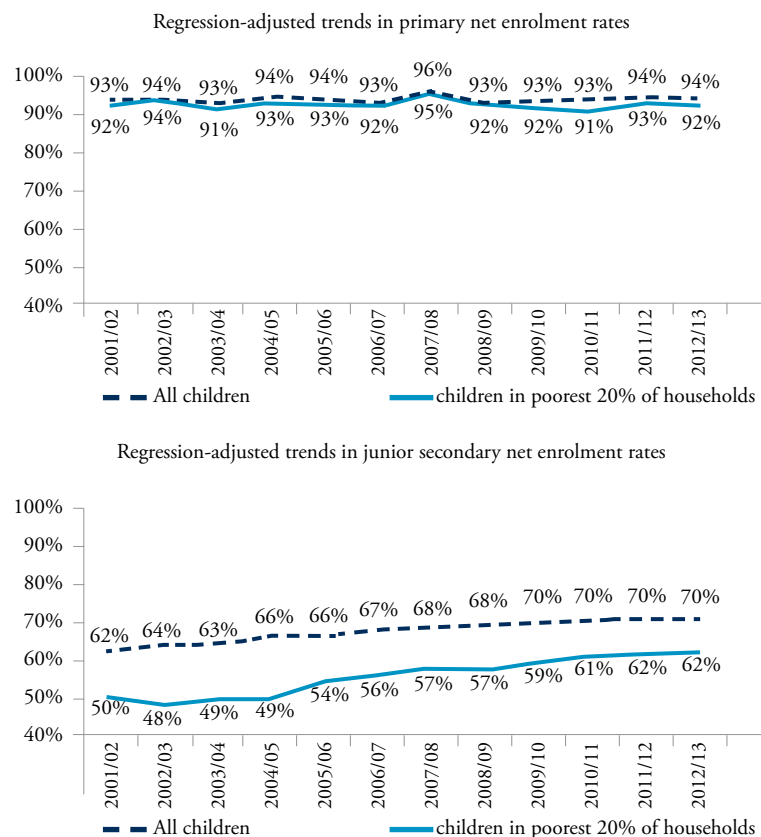 Regression-adjusted trends in primary net enrolment rates
96%
93% 94% 93% 94% 94% 93% 93% 93% 93% 94% 94%
100%
90%
92% 94% 91% 93% 93% 92% 95% 92% 92% 91% 93% 92%
80%
70%
60%
50%
40%
2001/02 2002/03 2003/04 2004/05 2005/06 2006/07 2007/08 2008/09 2009/10 2010/11 2011/12 2012/13
All children children in poorest 20% of households
Regression-adjusted trends in junior secondary net enrolment rates
100%
90%
80%
70%
62% 64% 63% 66% 66% 67% 68% 68% 70% 70% 70% 70%
60%
50%
50% 48% 49% 49% 54% 56% 57% 57% 59% 61% 62% 62%
40%
2001/02 2002/03 2003/04 2004/05 2005/06 2006/07 2007/08 2008/09 2009/10 2010/11 2011/12 2012/13
All children children in poorest 20% of households